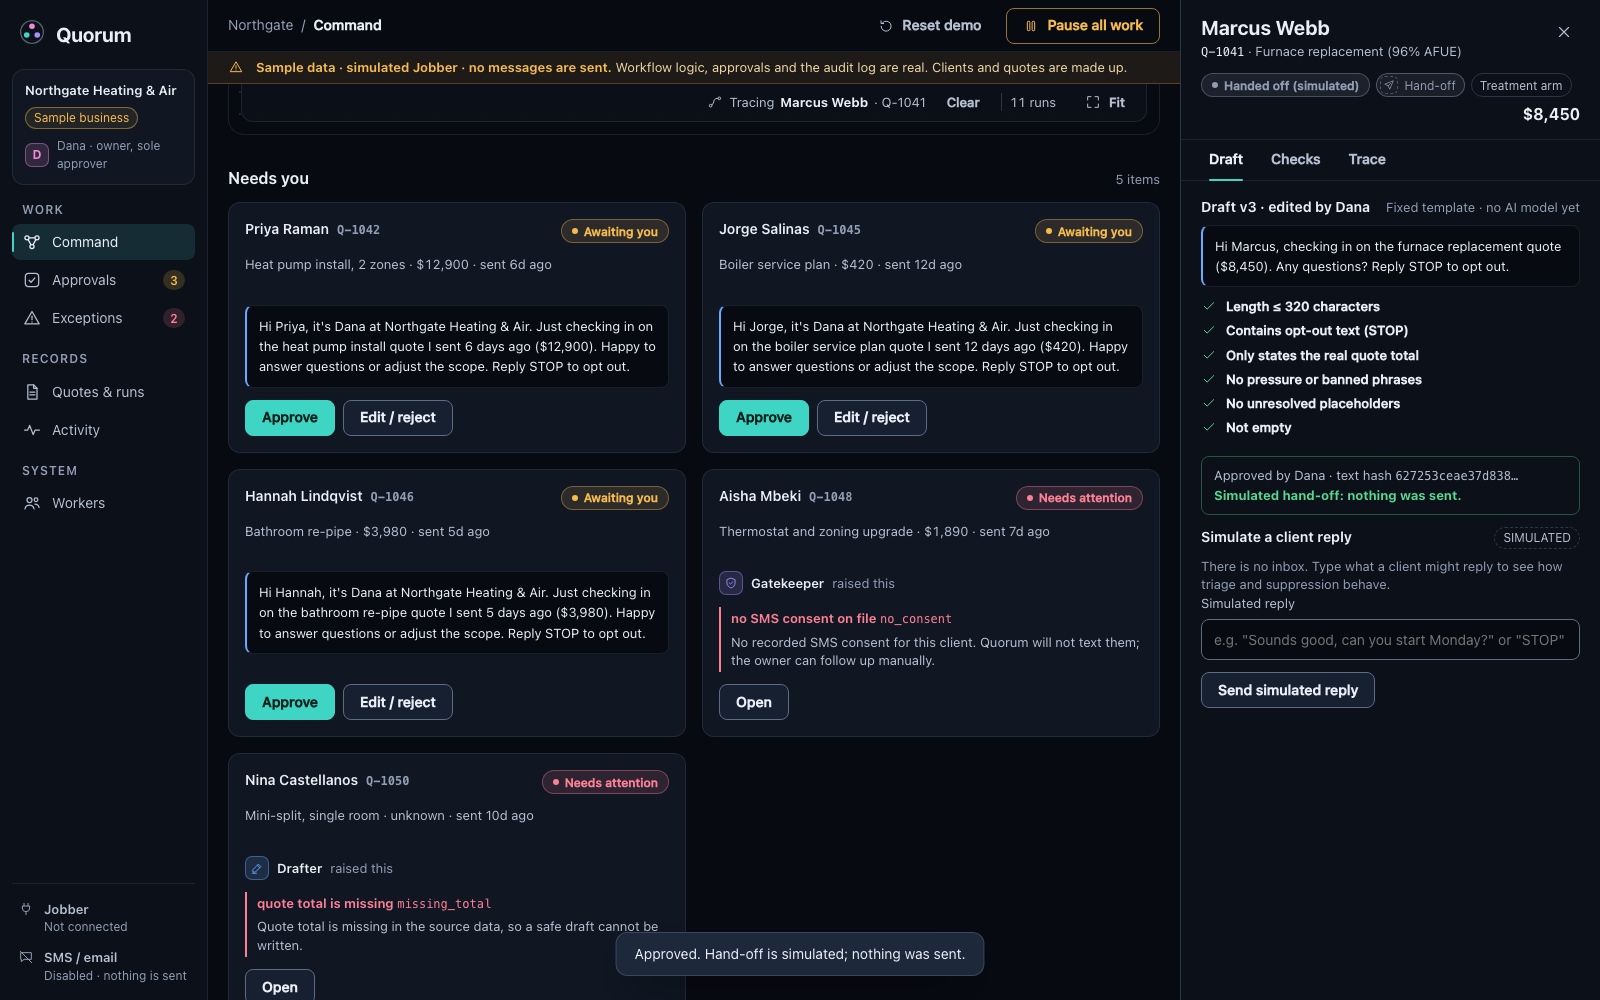 Quorum
Northgate Heating & Air
Sample business
D
Dana · owner, sole
approver
WORK
Command
Approvals
3
Exceptions
2
RECORDS
Quotes & runs
Activity
SYSTEM
Workers
Jobber
Not connected
SMS / email
Disabled · nothing is sent
Northgate / Command
Reset demo
Pause all work
Sample data · simulated Jobber · no messages are sent. Workflow logic, approvals and the audit log are real. Clients and quotes are made up.
Tracing Marcus Webb · Q-1041
Clear
11 runs
Fit
Needs you
5 items
Priya Raman Q-1042
Awaiting you
Heat pump install, 2 zones · $12,900 · sent 6d ago
Hi Priya, it's Dana at Northgate Heating & Air. Just checking in on
the heat pump install quote I sent 6 days ago ($12,900). Happy to
answer questions or adjust the scope. Reply STOP to opt out.
Approve
Edit / reject
Jorge Salinas Q-1045
Awaiting you
Boiler service plan · $420 · sent 12d ago
Hi Jorge, it's Dana at Northgate Heating & Air. Just checking in
on the boiler service plan quote I sent 12 days ago ($420). Happy
to answer questions or adjust the scope. Reply STOP to opt out.
Approve
Edit / reject
Hannah Lindqvist Q-1046
Awaiting you
Bathroom re-pipe · $3,980 · sent 5d ago
Hi Hannah, it's Dana at Northgate Heating & Air. Just checking in
on the bathroom re-pipe quote I sent 5 days ago ($3,980). Happy
to answer questions or adjust the scope. Reply STOP to opt out.
Approve
Edit / reject
Aisha Mbeki Q-1048
Needs attention
Thermostat and zoning upgrade · $1,890 · sent 7d ago
Gatekeeper raised this
no SMS consent on file no_consent
No recorded SMS consent for this client. Quorum will not text them;
the owner can follow up manually.
Open
Nina Castellanos Q-1050
Needs attention
Mini-split, single room · unknown · sent 10d ago
Drafter raised this
quote total is missing missing_total
Quote total is missing in the source data, so a safe draft cannot be
written.
Open
Approved. Hand-off is simulated; nothing was sent.
Marcus Webb
Q-1041 · Furnace replacement (96% AFUE)
Handed off (simulated)
Hand-off
Treatment arm
$8,450
Draft
Checks
Trace
Draft v3 · edited by Dana
Fixed template · no AI model yet
Hi Marcus, checking in on the furnace replacement quote
($8,450). Any questions? Reply STOP to opt out.
Length ≤ 320 characters
Contains opt-out text (STOP)
Only states the real quote total
No pressure or banned phrases
No unresolved placeholders
Not empty
Approved by Dana · text hash 627253ceae37d838…
Simulated hand-off: nothing was sent.
Simulate a client reply
SIMULATED
There is no inbox. Type what a client might reply to see how
triage and suppression behave.
Simulated reply
e.g. "Sounds good, can you start Monday?" or "STOP"
Send simulated reply